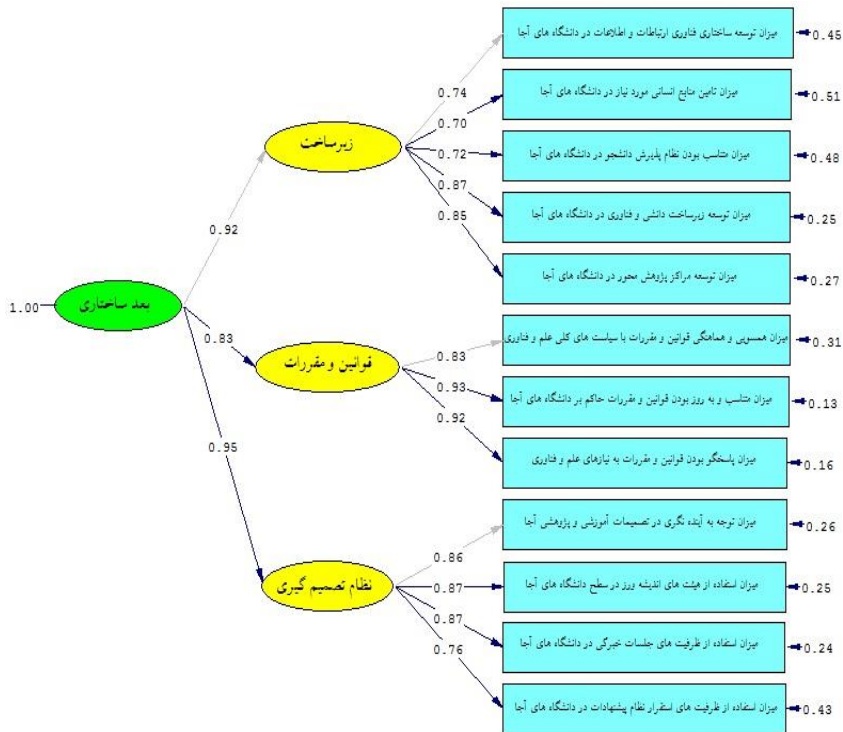 میزان توسعه ساختاری فناوری ارتباطات و اطلاعات در دانشگاه های آجا
0.45
0.74
میزان تامین منابع انسانی مورد نیاز در دانشگاه های آجا
0.51
0.70
زیرساخت
میزان متناسب بودن نظام پذیرش دانشجو در دانشگاه های آجا
0.48
0.72
میزان توسعه زیرساخت دانشی و فناوری در دانشگاه های آجا
0.25
0.87
میزان توسعه مراکز پژوهش محور در دانشگاه های آجا
0.27
0.85
0.92
1.00
بعد ساختاری
0.83
میزان همسویی و هماهنگی قوانین و مقررات با سیاست های کلی علم و فناوری
0.31
0.83
قوانین و مقررات
میزان متناسب و به روز بودن قوانین و مقررات حاکم بر دانشگاه های آجا
0.13
0.93
میزان پاسخگو بودن قوانین و مقررات به نیازهای علم و فناوری
0.16
0.92
0.95
میزان توجه به آینده نگری در تصمیمات آموزشی و پژوهشی آجا
0.26
0.86
نظام تصمیم گیری
میزان استفاده از هیئت های اندیشه ورز در سطح دانشگاه های آجا
0.25
0.87
میزان استفاده از ظرفیت های جلسات خبرگی در دانشگاه های آجا
0.24
0.87
میزان استفاده از ظرفیت های استقرار نظام پیشنهادات در دانشگاه های آجا
0.43
0.76